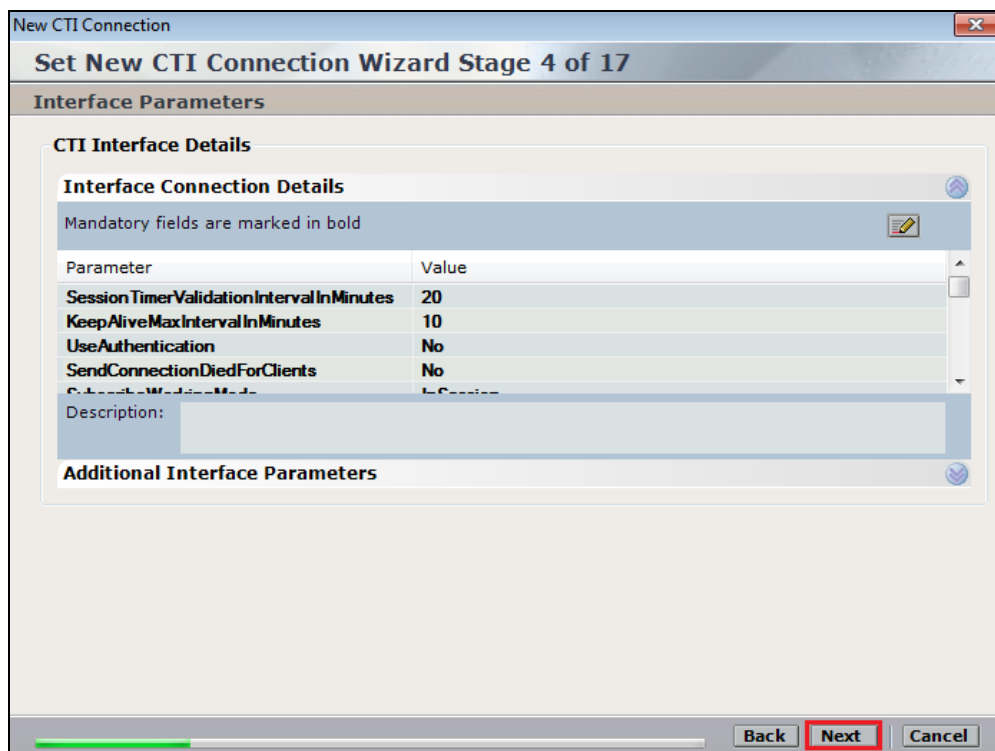 New CTI Connection
Set New CTI Connection Wizard Stage 4 of 17
Interface Parameters
CTI Interface Details
Interface Connection Details
Mandatory fields are marked in bold
Parameter Value
SessionTimerValidationIntervalInMinutes 20
KeepAliveMaxIntervalInMinutes 10
UseAuthentication No
SendConnectionDiedForClients No
Description:
Additional Interface Parameters
Back Next Cancel